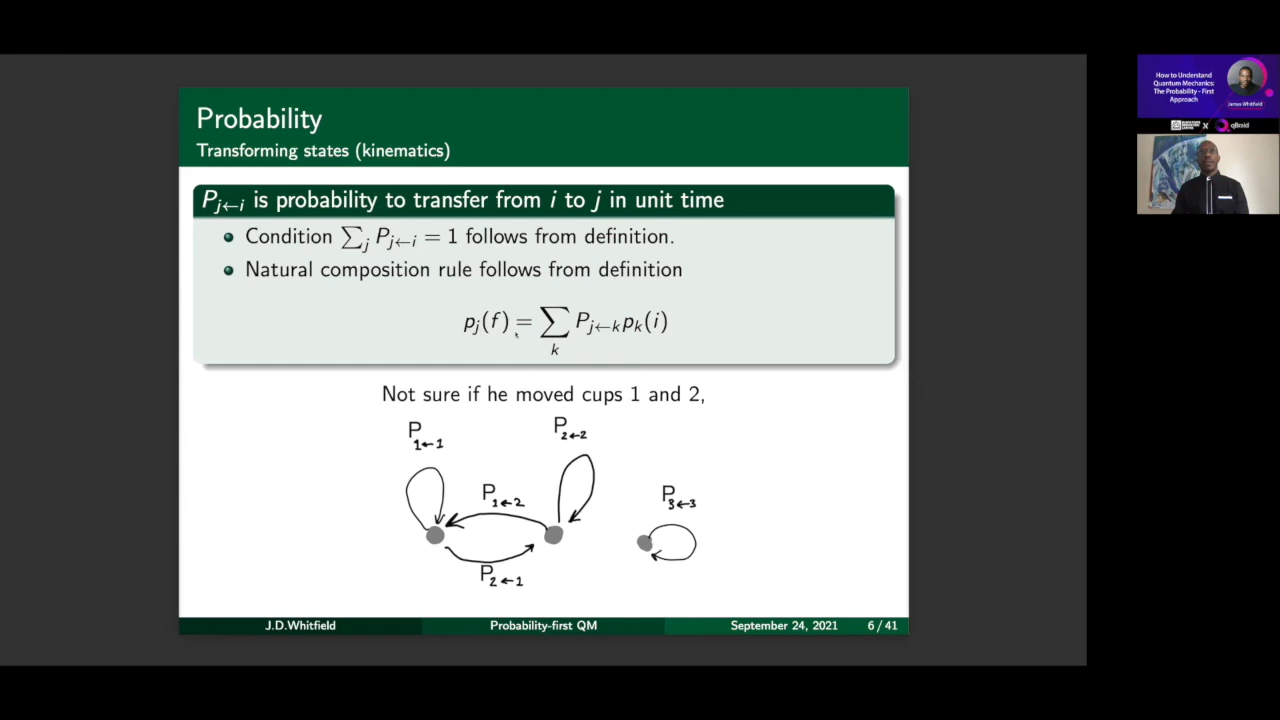 Probability
Transforming states (kinematics)
P_{j←i} is probability to transfer from i to j in unit time
Condition ∑_j P_{j←i} = 1 follows from definition.
Natural composition rule follows from definition
p_j(f) = ∑_k P_{j←k} p_k(i)
Not sure if he moved cups 1 and 2,
P_{1←1}
P_{2←2}
P_{1←2}
P_{3←3}
P_{2←1}
J.D.Whitfield
Probability-first QM
September 24, 2021
6 / 41
How to Understand
Quantum Mechanics:
The Probability - First
Approach
James Whitfield
X
qBraid